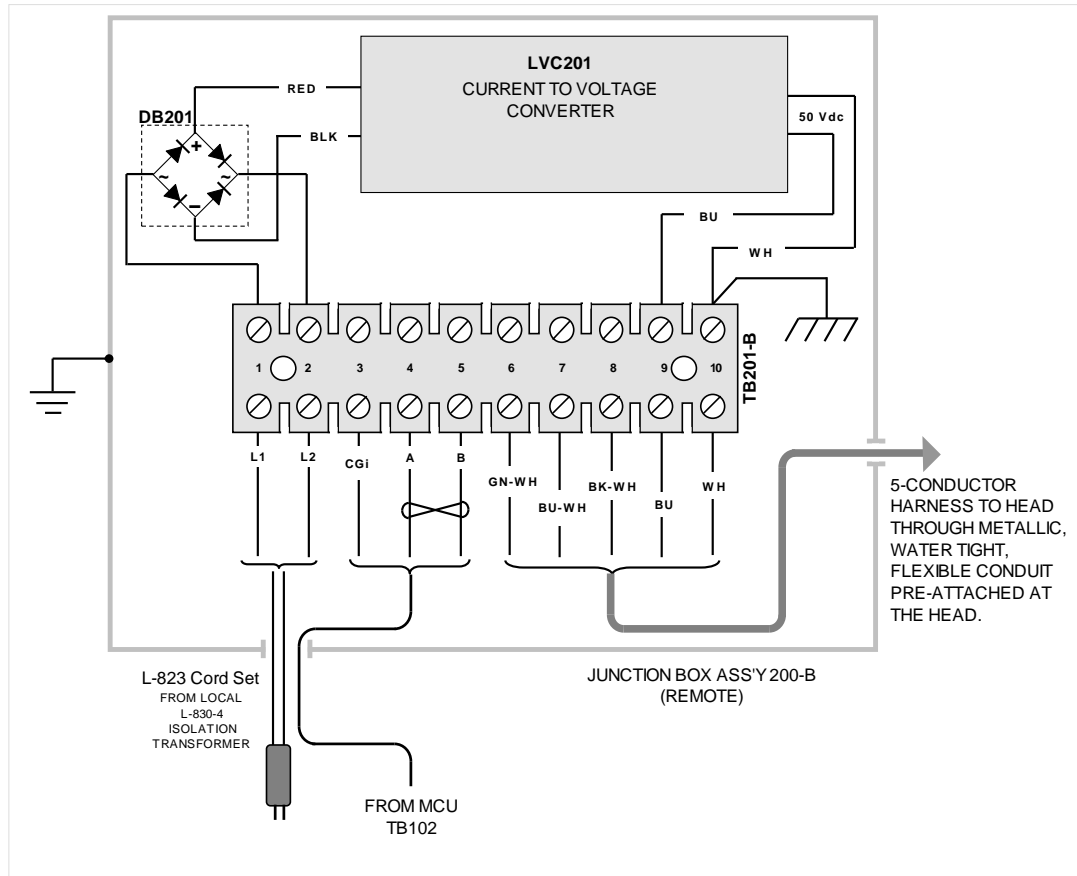 LVC201
CURRENT TO VOLTAGE
CONVERTER
RED
DB201
BLK
50 Vdc
+
~
~
−
BU
WH
1
2
3
4
5
6
7
8
9
10
TB201-B
L1
L2
CGi
A
B
GN-WH
BU-WH
BK-WH
BU
WH
5-CONDUCTOR
HARNESS TO HEAD
THROUGH METALLIC,
WATER TIGHT,
FLEXIBLE CONDUIT
PRE-ATTACHED AT
THE HEAD.
L-823 Cord Set
FROM LOCAL
L-830-4
ISOLATION
TRANSFORMER
JUNCTION BOX ASS'Y 200-B
(REMOTE)
FROM MCU
TB102